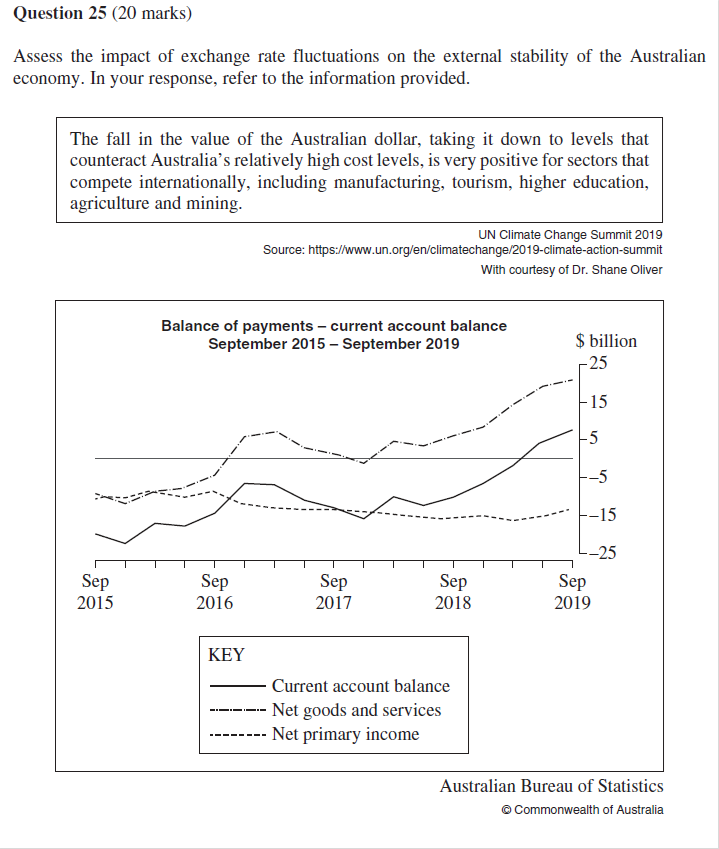 Question 25 (20 marks)
Assess the impact of exchange rate fluctuations on the external stability of the Australian
economy. In your response, refer to the information provided.
The fall in the value of the Australian dollar, taking it down to levels that
counteract Australia's relatively high cost levels, is very positive for sectors that
compete internationally, including manufacturing, tourism, higher education,
agriculture and mining.
UN Climate Change Summit 2019
Source: https://www.un.org/en/climatechange/2019-climate-action-summit
With courtesy of Dr. Shane Oliver
Balance of payments – current account balance
September 2015 – September 2019
$ billion
25
15
5
–5
–15
–25
Sep Sep Sep Sep Sep
2015 2016 2017 2018 2019
KEY
Current account balance
Net goods and services
Net primary income
Australian Bureau of Statistics
© Commonwealth of Australia